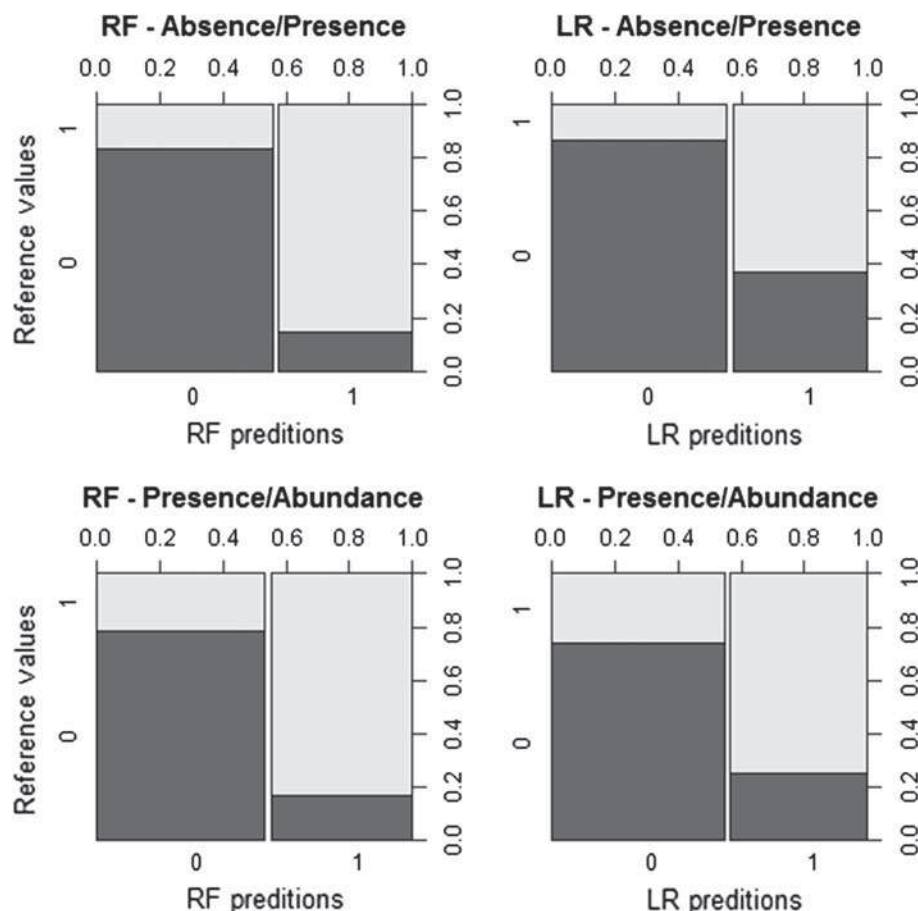 RF - Absence/Presence
0.0 0.2 0.4 0.6 0.8 1.0
Reference values
1
0
0.0 0.2 0.4 0.6 0.8 1.0
0 1
RF preditions
LR - Absence/Presence
0.0 0.2 0.4 0.6 0.8 1.0
1
0
0.0 0.2 0.4 0.6 0.8 1.0
0 1
LR preditions
RF - Presence/Abundance
0.0 0.2 0.4 0.6 0.8 1.0
Reference values
1
0
0.0 0.2 0.4 0.6 0.8 1.0
0 1
RF preditions
LR - Presence/Abundance
0.0 0.2 0.4 0.6 0.8 1.0
1
0
0.0 0.2 0.4 0.6 0.8 1.0
0 1
LR preditions